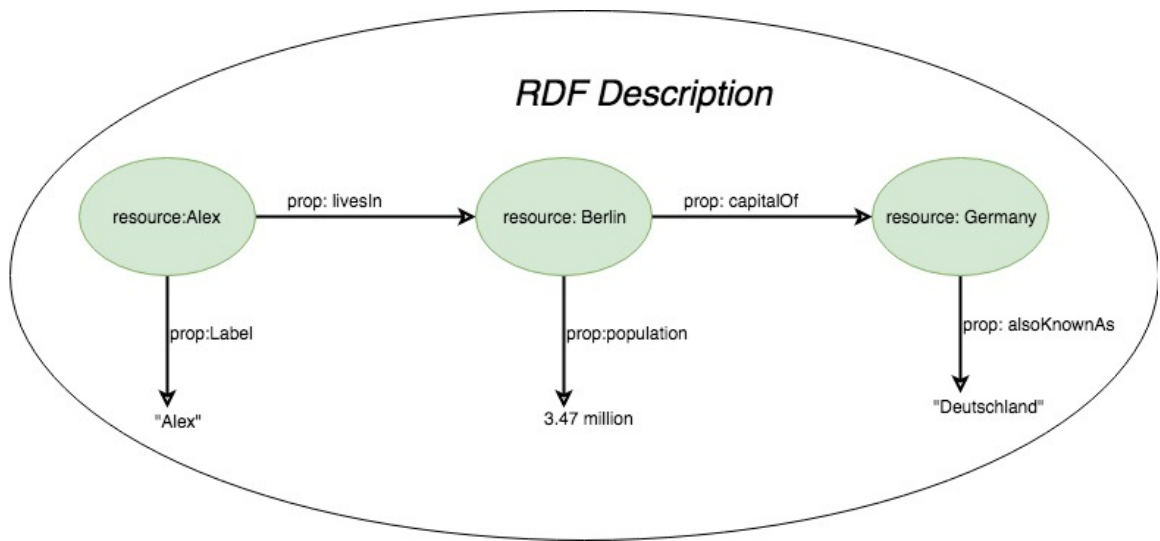 RDF Description
prop: livesIn
prop: capitalOf
resource:Alex
resource: Berlin
resource: Germany
prop:Label
prop:population
prop: alsoKnownAs
"Alex"
3.47 million
"Deutschland"